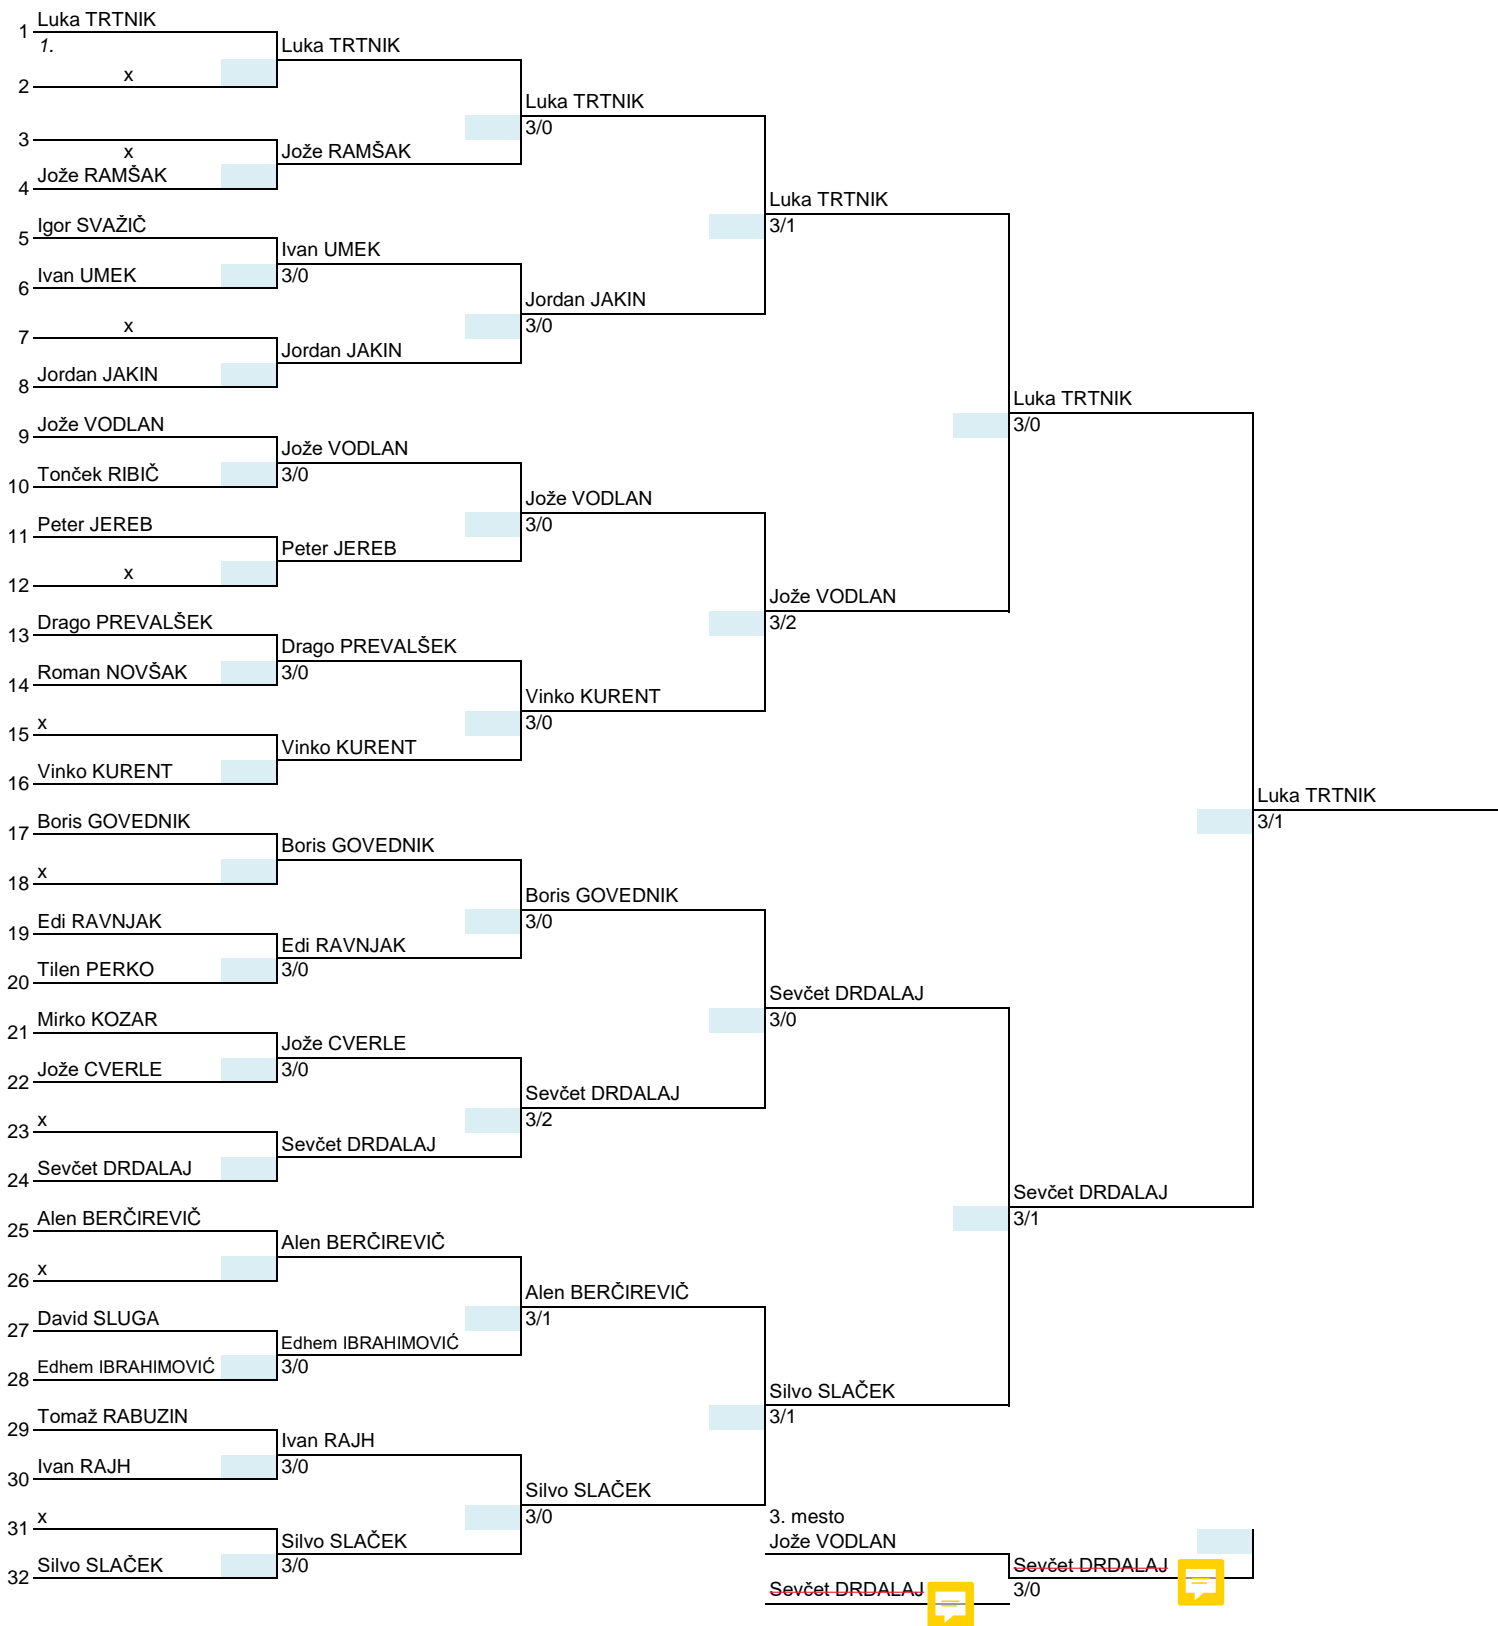 1 Luka TRTNIK
1.
x
2
3
x
4 Jože RAMŠAK
5 Igor SVAŽIČ
6 Ivan UMEK
7 x
8 Jordan JAKIN
9 Jože VODLAN
10 Tonček RIBIČ
11 Peter JEREB
12 x
13 Drago PREVALŠEK
14 Roman NOVŠAK
15 x
16 Vinko KURENT
17 Boris GOVEDNIK
18 x
19 Edi RAVNJAK
20 Tilen PERKO
21 Mirko KOZAR
22 Jože CVERLE
23 x
24 Sevčet DRDALAJ
25 Alen BERČIREVIČ
26 x
27 David SLUGA
28 Edhem IBRAHIMOVIĆ
29 Tomaž RABUZIN
30 Ivan RAJH
31 x
32 Silvo SLAČEK
Luka TRTNIK
Jože RAMŠAK
Ivan UMEK
3/0
Jordan JAKIN
Jože VODLAN
3/0
Peter JEREB
Drago PREVALŠEK
3/0
Vinko KURENT
Boris GOVEDNIK
Edi RAVNJAK
3/0
Jože CVERLE
3/0
Sevčet DRDALAJ
Alen BERČIREVIČ
Edhem IBRAHIMOVIĆ
3/0
Ivan RAJH
3/0
Silvo SLAČEK
3/0
Luka TRTNIK
3/0
Jordan JAKIN
3/0
Jože VODLAN
3/0
Vinko KURENT
3/0
Boris GOVEDNIK
3/0
Sevčet DRDALAJ
3/2
Alen BERČIREVIČ
3/1
Silvo SLAČEK
3/0
Luka TRTNIK
3/1
Jože VODLAN
3/2
Sevčet DRDALAJ
3/0
Silvo SLAČEK
3/1
Luka TRTNIK
3/0
Sevčet DRDALAJ
3/1
Luka TRTNIK
3/1
3. mesto
Jože VODLAN
Sevčet DRDALAJ
Sevčet DRDALAJ
3/0